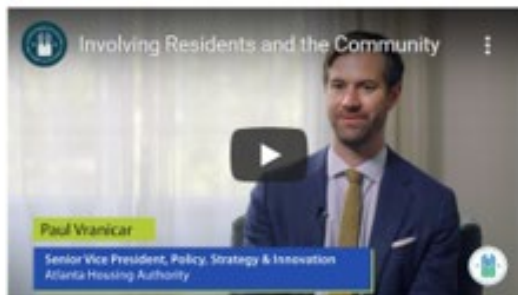 Involving Residents and the Community
Paul Vranicar
Senior Vice President, Policy, Strategy & Innovation
Atlanta Housing Authority